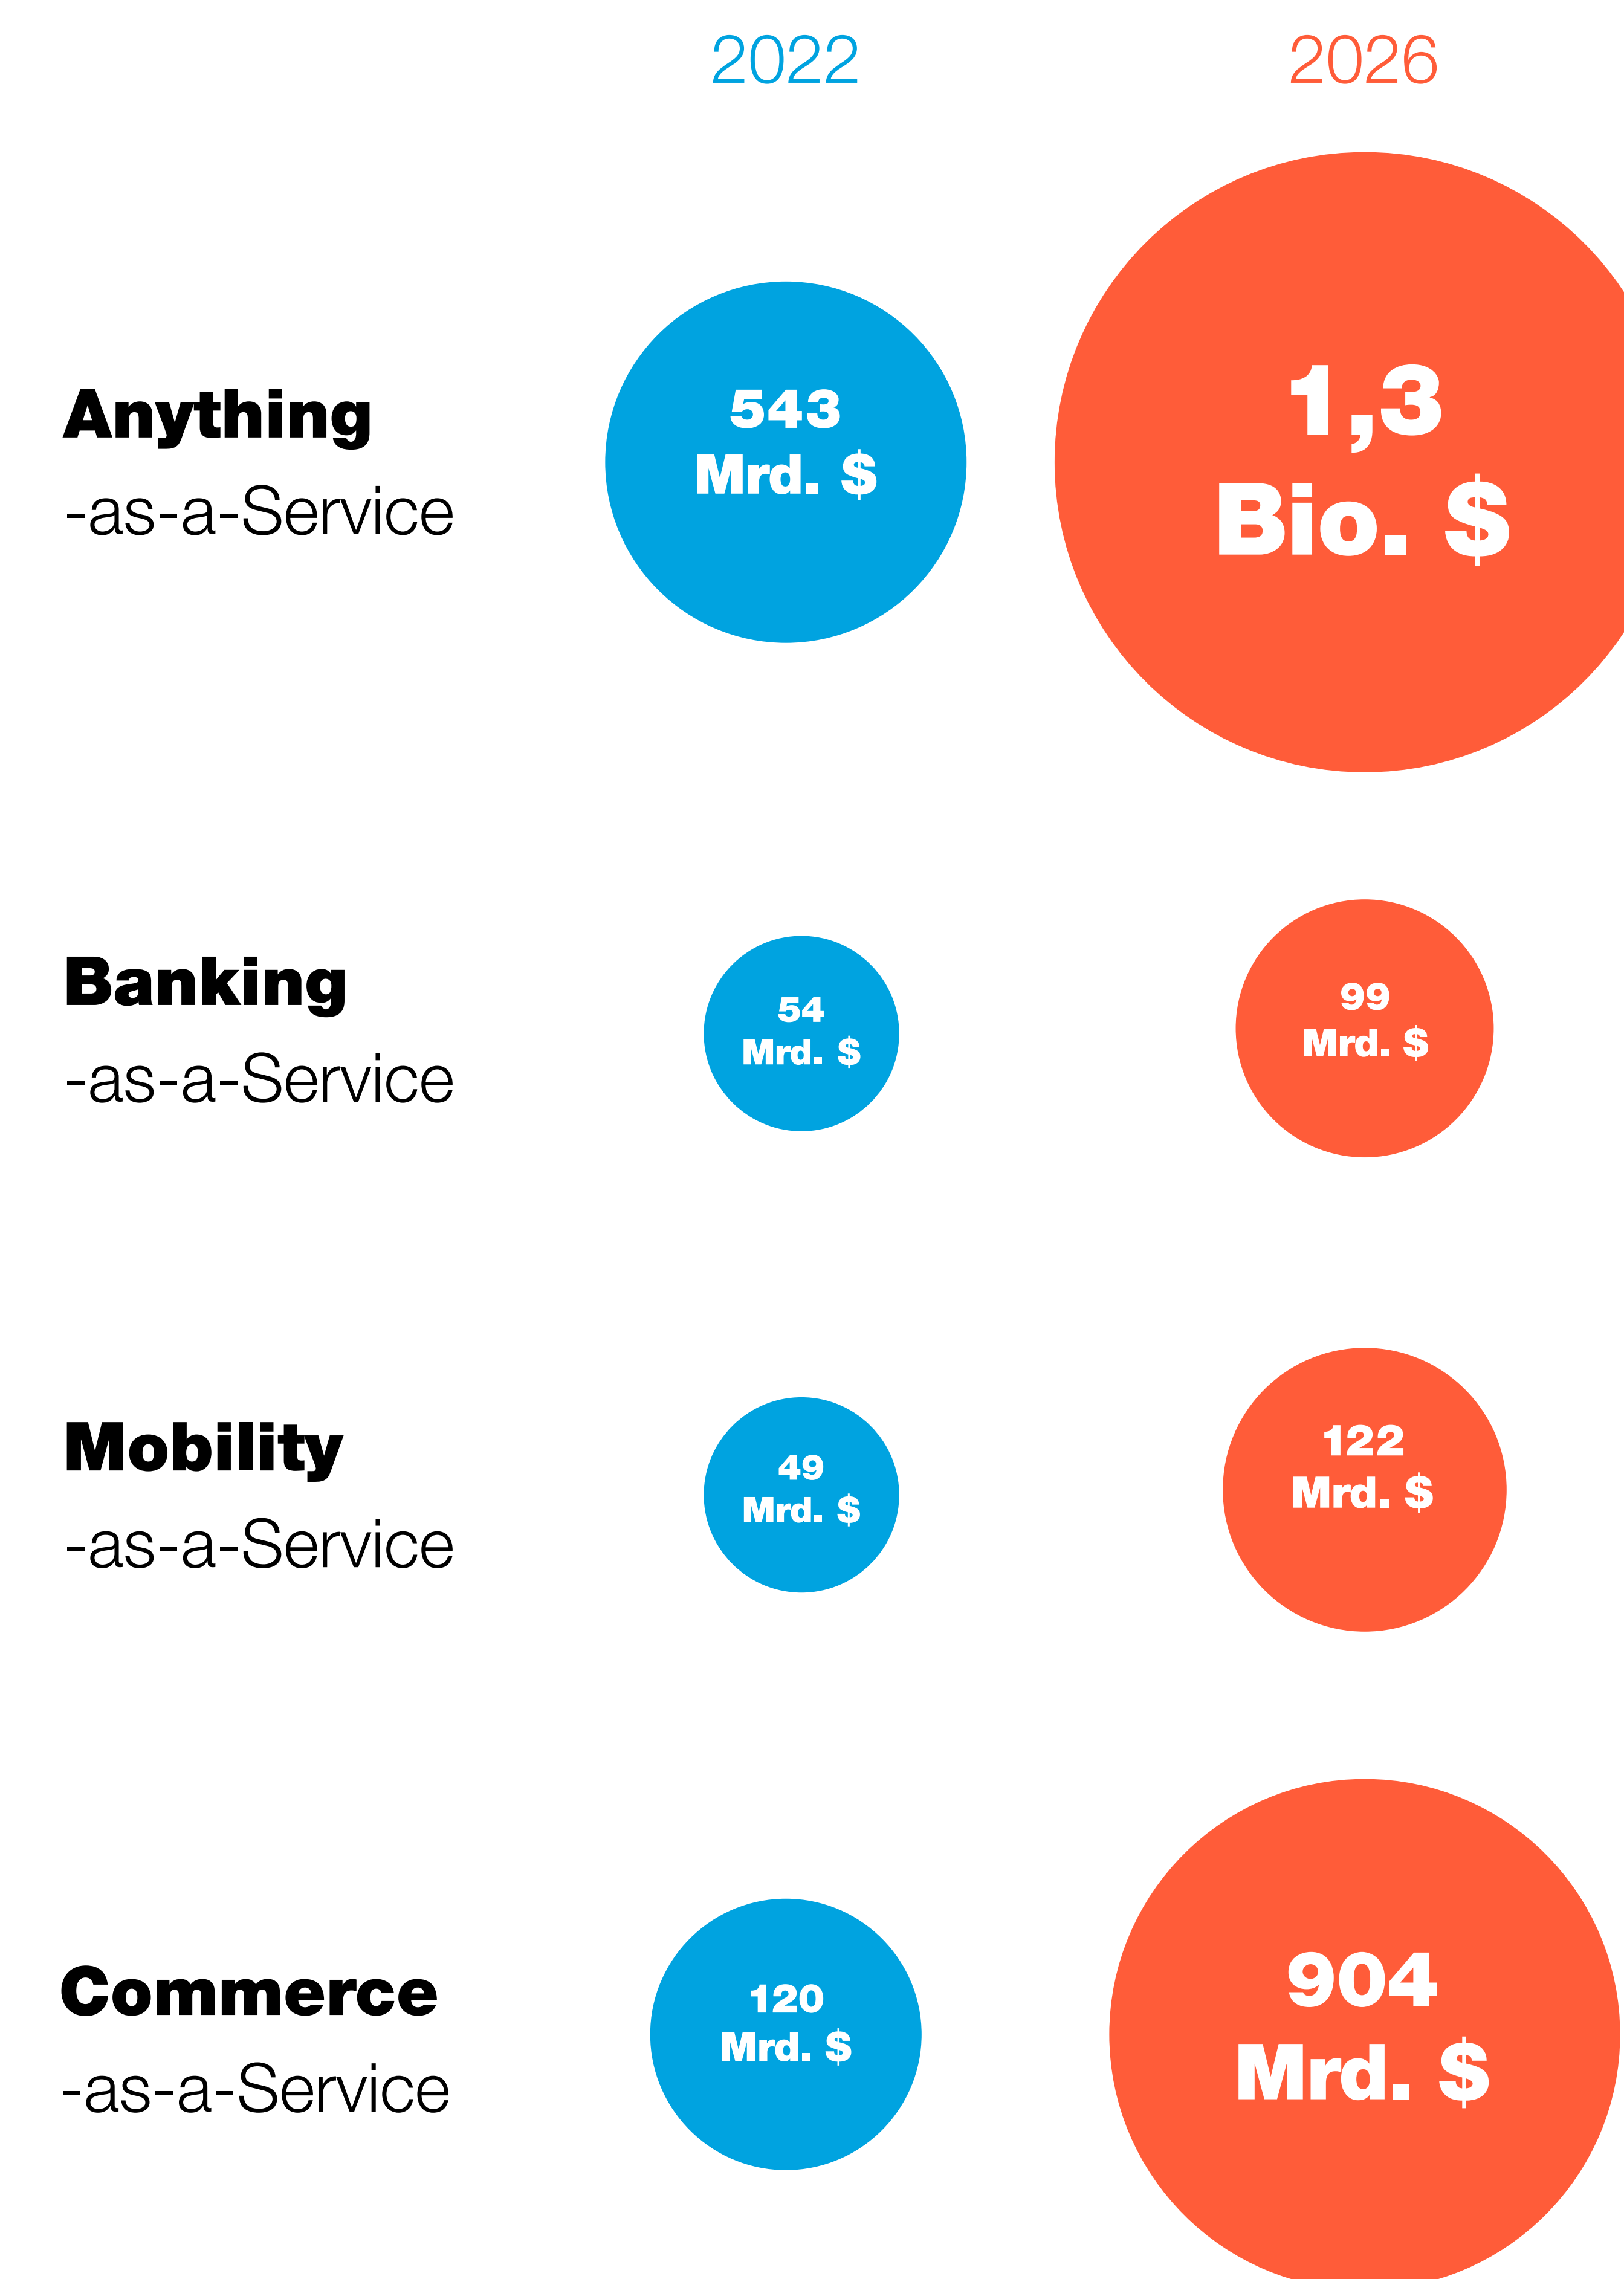 2022
2026
Anything
-as-a-Service
543
Mrd. $
1,3
Bio. $
Banking
-as-a-Service
54
Mrd. $
99
Mrd. $
Mobility
-as-a-Service
49
Mrd. $
122
Mrd. $
Commerce
-as-a-Service
120
Mrd. $
904
Mrd. $